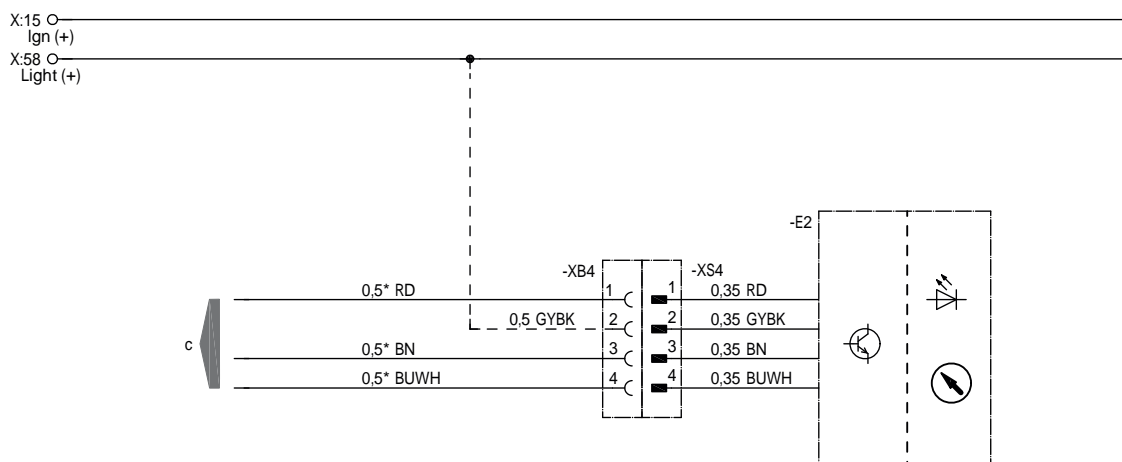 X:15
Ign (+)
X:58
Light (+)
-E2
-XB4 -XS4
0,5* RD 1 1 0,35 RD
0,5 GYBK 2 2 0,35 GYBK
c
0,5* BN 3 3 0,35 BN
0,5* BUWH 4 4 0,35 BUWH